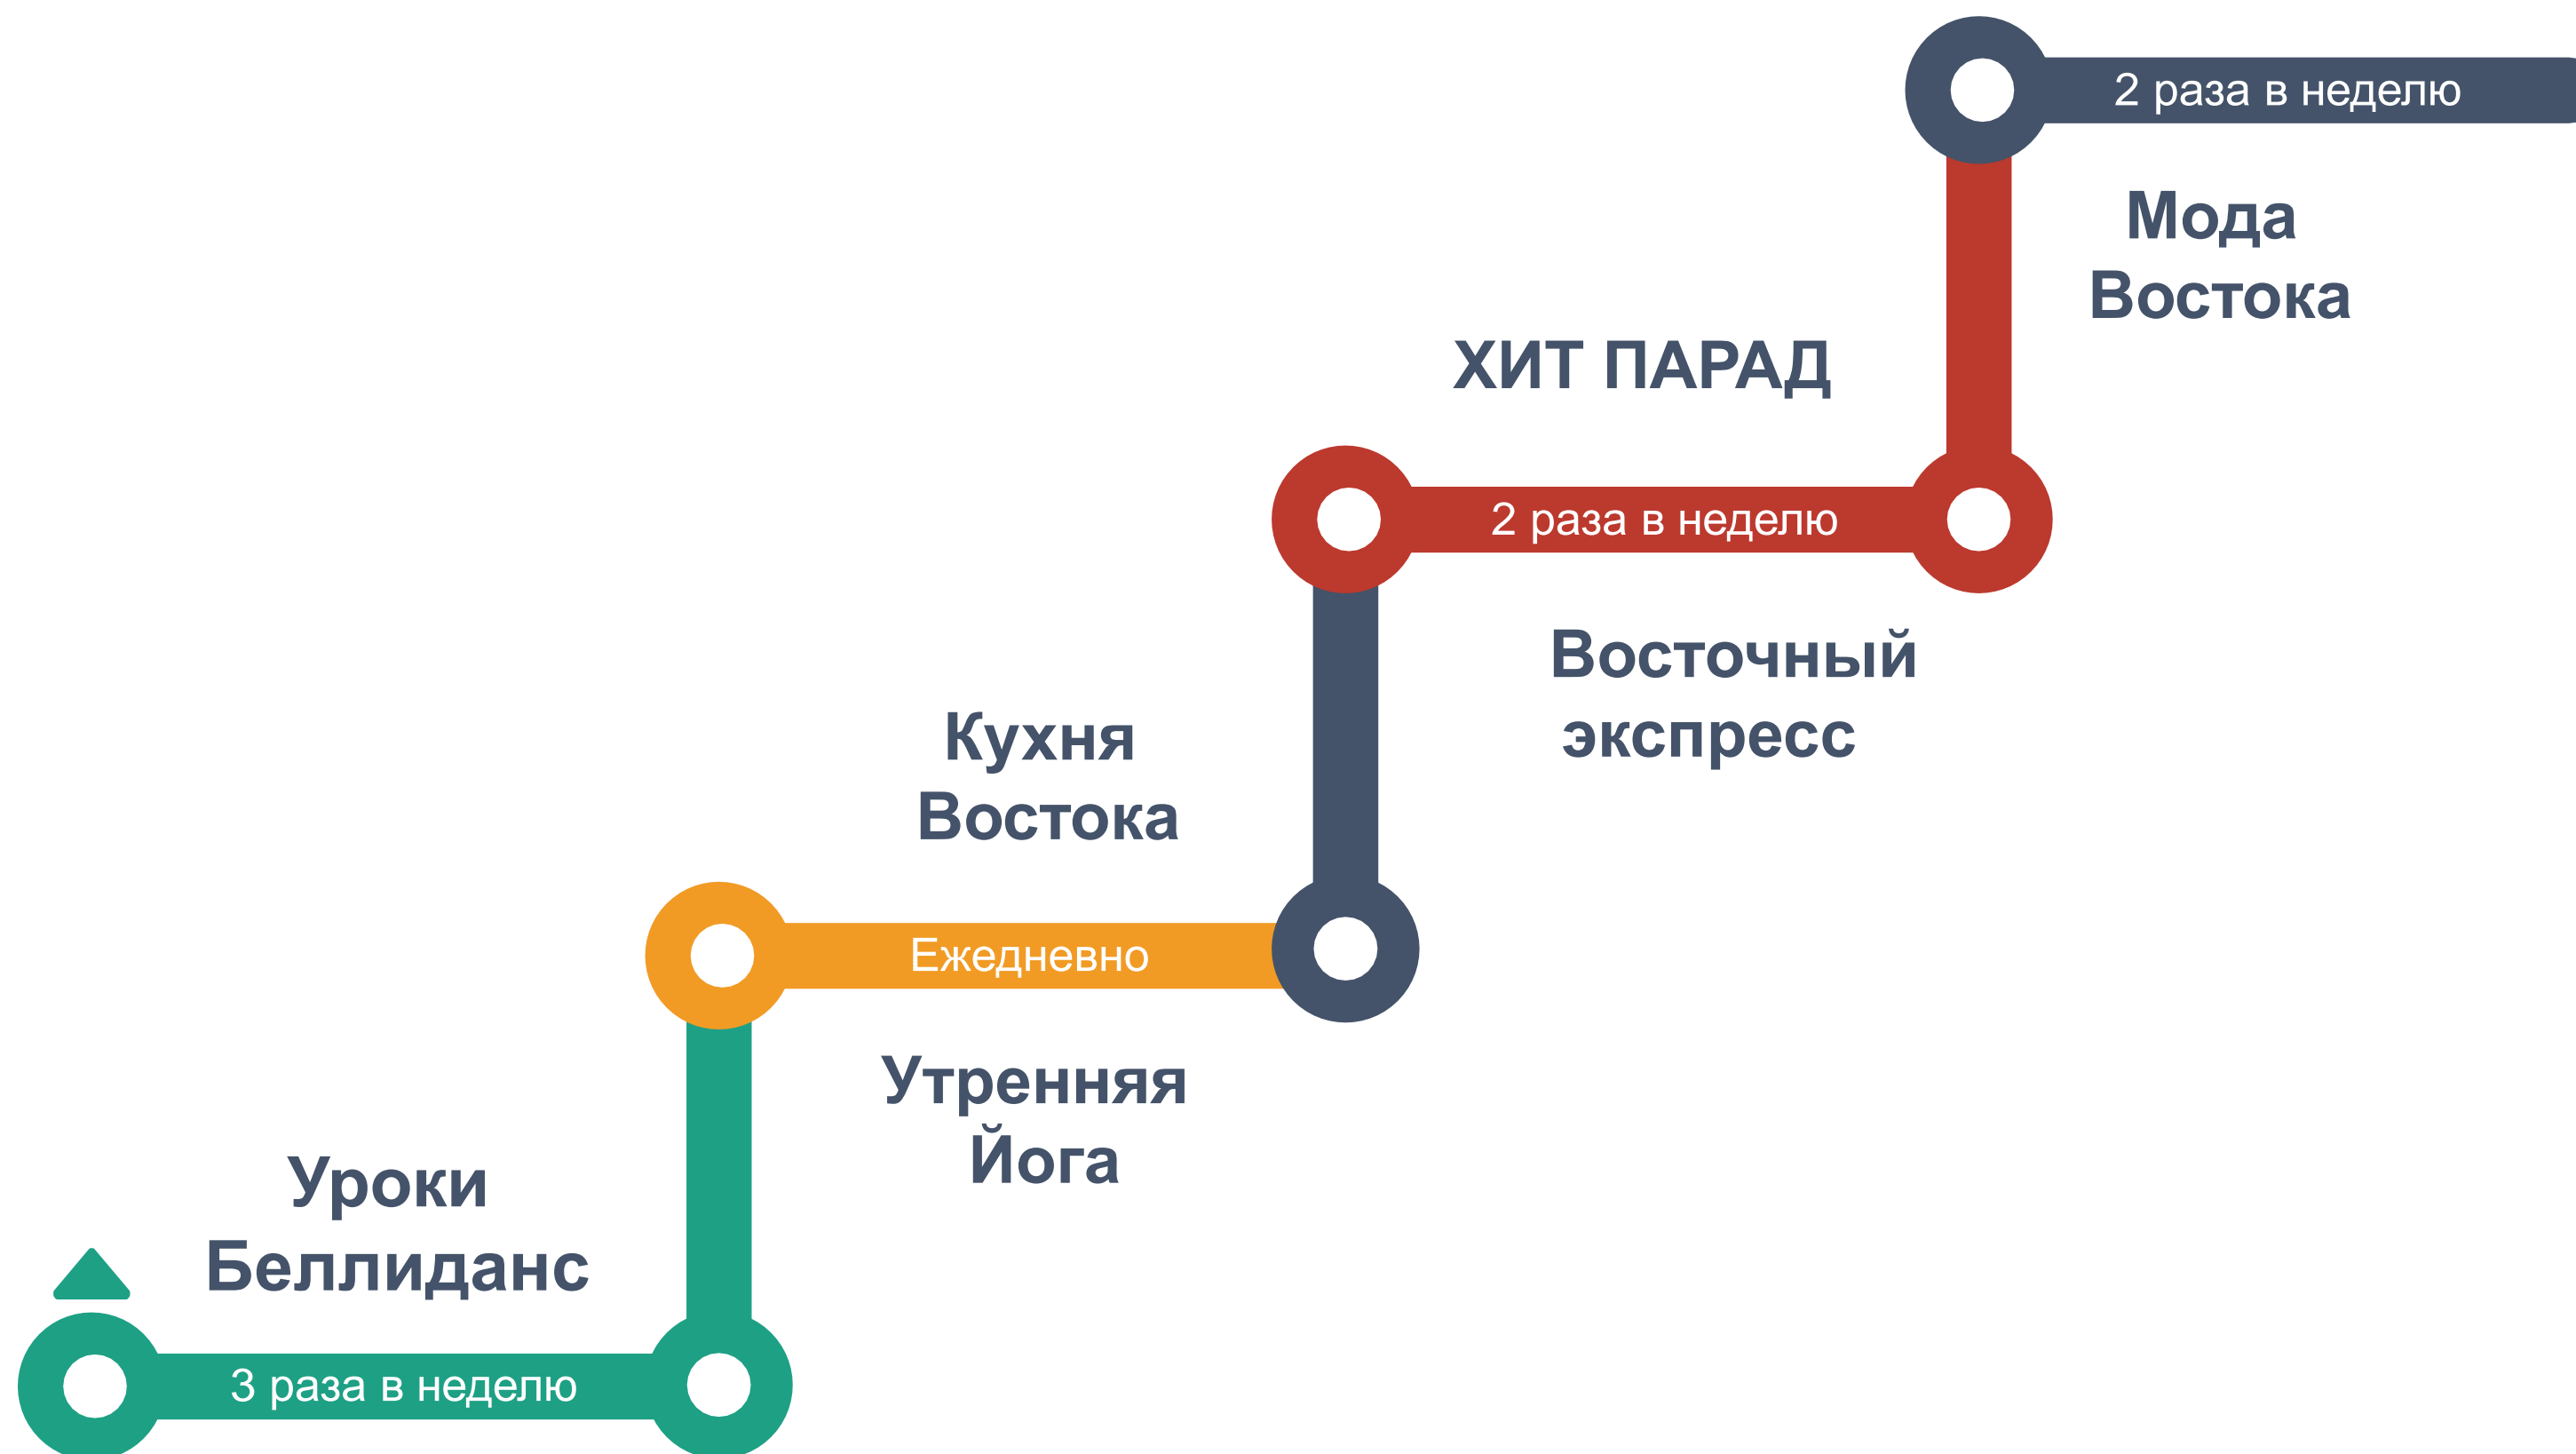 2 раза в неделю
Мода
Востока
ХИТ ПАРАД
2 раза в неделю
Восточный
экспресс
Кухня
Востока
Ежедневно
Утренняя
Йога
Уроки
Беллиданс
3 раза в неделю